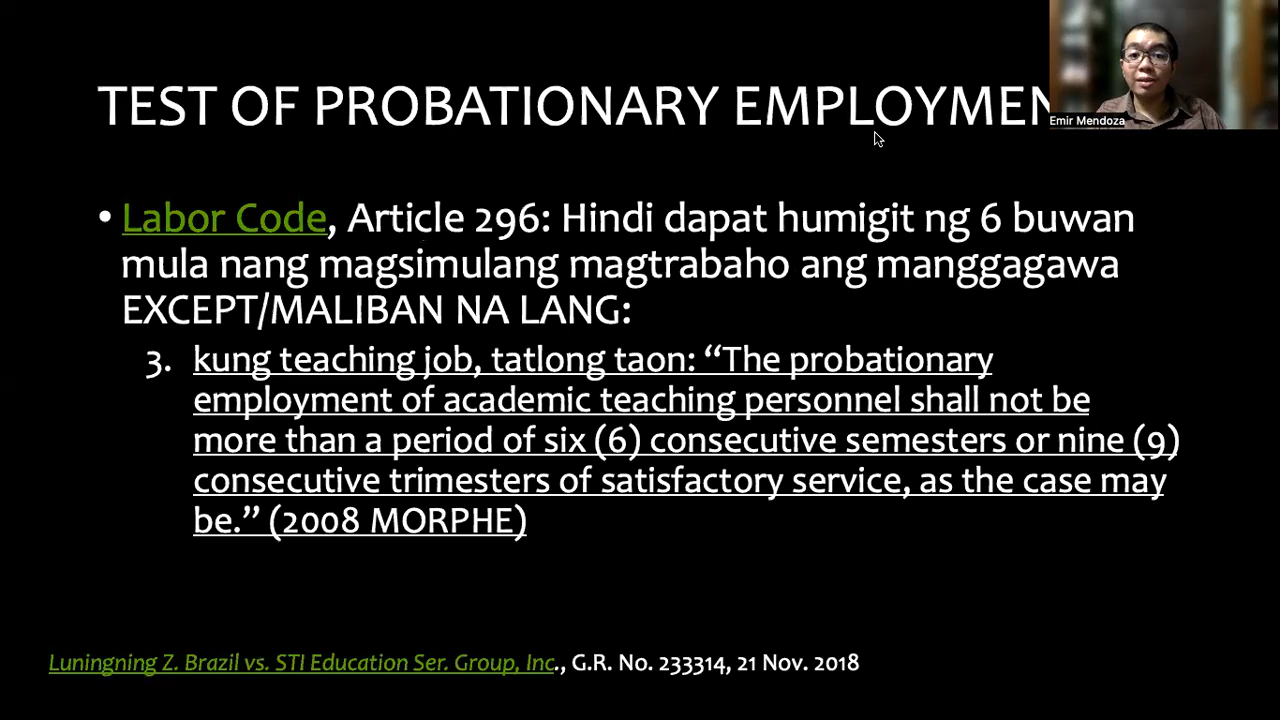 TEST OF PROBATIONARY EMPLOYMEN
Emir Mendoza
• Labor Code, Article 296: Hindi dapat humigit ng 6 buwan
mula nang magsimulang magtrabaho ang manggagawa
EXCEPT/MALIBAN NA LANG:
3. kung teaching job, tatlong taon: “The probationary
employment of academic teaching personnel shall not be
more than a period of six (6) consecutive semesters or nine (9)
consecutive trimesters of satisfactory service, as the case may
be.” (2008 MORPHE)
Luningning Z. Brazil vs. STI Education Ser. Group, Inc., G.R. No. 233314, 21 Nov. 2018